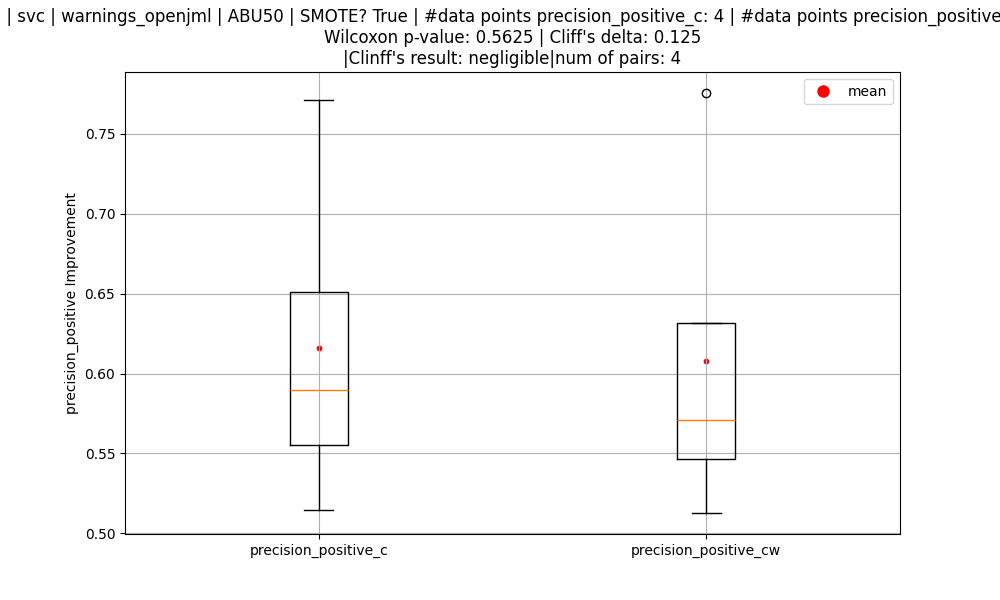 | svc | warnings_openjml | ABU50 | SMOTE? True | #data points precision_positive_c: 4 | #data points precision_positive
Wilcoxon p-value: 0.5625 | Cliff's delta: 0.125
|Clinff's result: negligible|num of pairs: 4
mean
0.75
0.70
0.65
0.60
0.55
0.50
precision_positive Improvement
precision_positive_c
precision_positive_cw